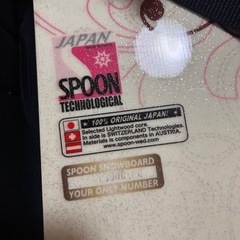 JAPAN
SPOON
TECHNOLOGICAL
100% ORIGINAL JAPAN!
Selected Lightwood core.
in side is SWITZERLAND Technologies
Materials is components in AUSTRIA.
www.spoon-wed.com
SPOON SNOWBOARD
YOUR ONLY NUMBER